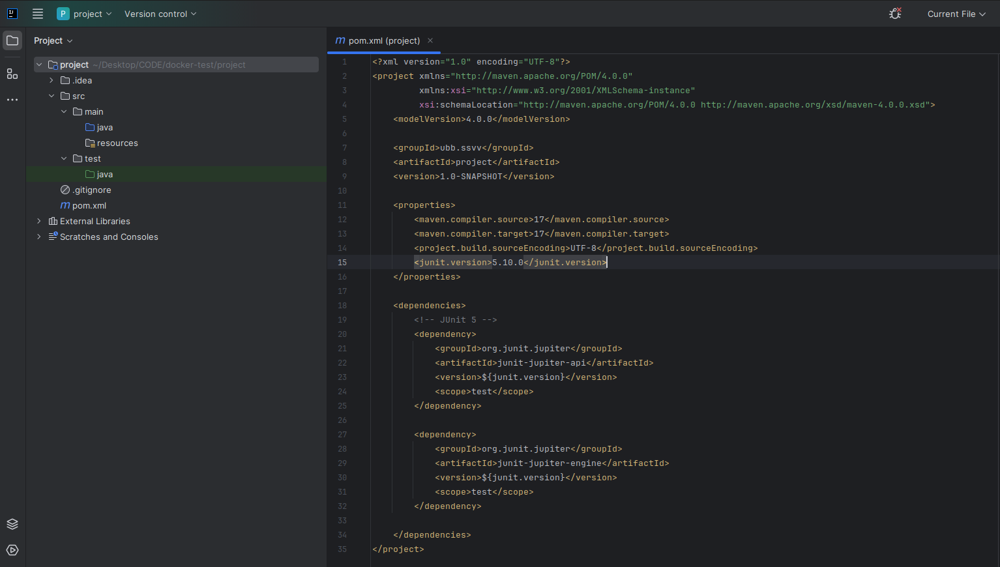 project
Version control
Current File
Project
project ~/Desktop/CODE/docker-test/project
.idea
src
main
java
resources
test
java
.gitignore
pom.xml
External Libraries
Scratches and Consoles
pom.xml (project)
1 <?xml version="1.0" encoding="UTF-8"?>
2 <project xmlns="http://maven.apache.org/POM/4.0.0"
3          xmlns:xsi="http://www.w3.org/2001/XMLSchema-instance"
4          xsi:schemaLocation="http://maven.apache.org/POM/4.0.0 http://maven.apache.org/xsd/maven-4.0.0.xsd">
5     <modelVersion>4.0.0</modelVersion>
6
7     <groupId>ubb.ssvv</groupId>
8     <artifactId>project</artifactId>
9     <version>1.0-SNAPSHOT</version>
10
11     <properties>
12         <maven.compiler.source>17</maven.compiler.source>
13         <maven.compiler.target>17</maven.compiler.target>
14         <project.build.sourceEncoding>UTF-8</project.build.sourceEncoding>
15         <junit.version>5.10.0</junit.version>
16     </properties>
17
18     <dependencies>
19         <!-- JUnit 5 -->
20         <dependency>
21             <groupId>org.junit.jupiter</groupId>
22             <artifactId>junit-jupiter-api</artifactId>
23             <version>${junit.version}</version>
24             <scope>test</scope>
25         </dependency>
26
27         <dependency>
28             <groupId>org.junit.jupiter</groupId>
29             <artifactId>junit-jupiter-engine</artifactId>
30             <version>${junit.version}</version>
31             <scope>test</scope>
32         </dependency>
33
34     </dependencies>
35 </project>